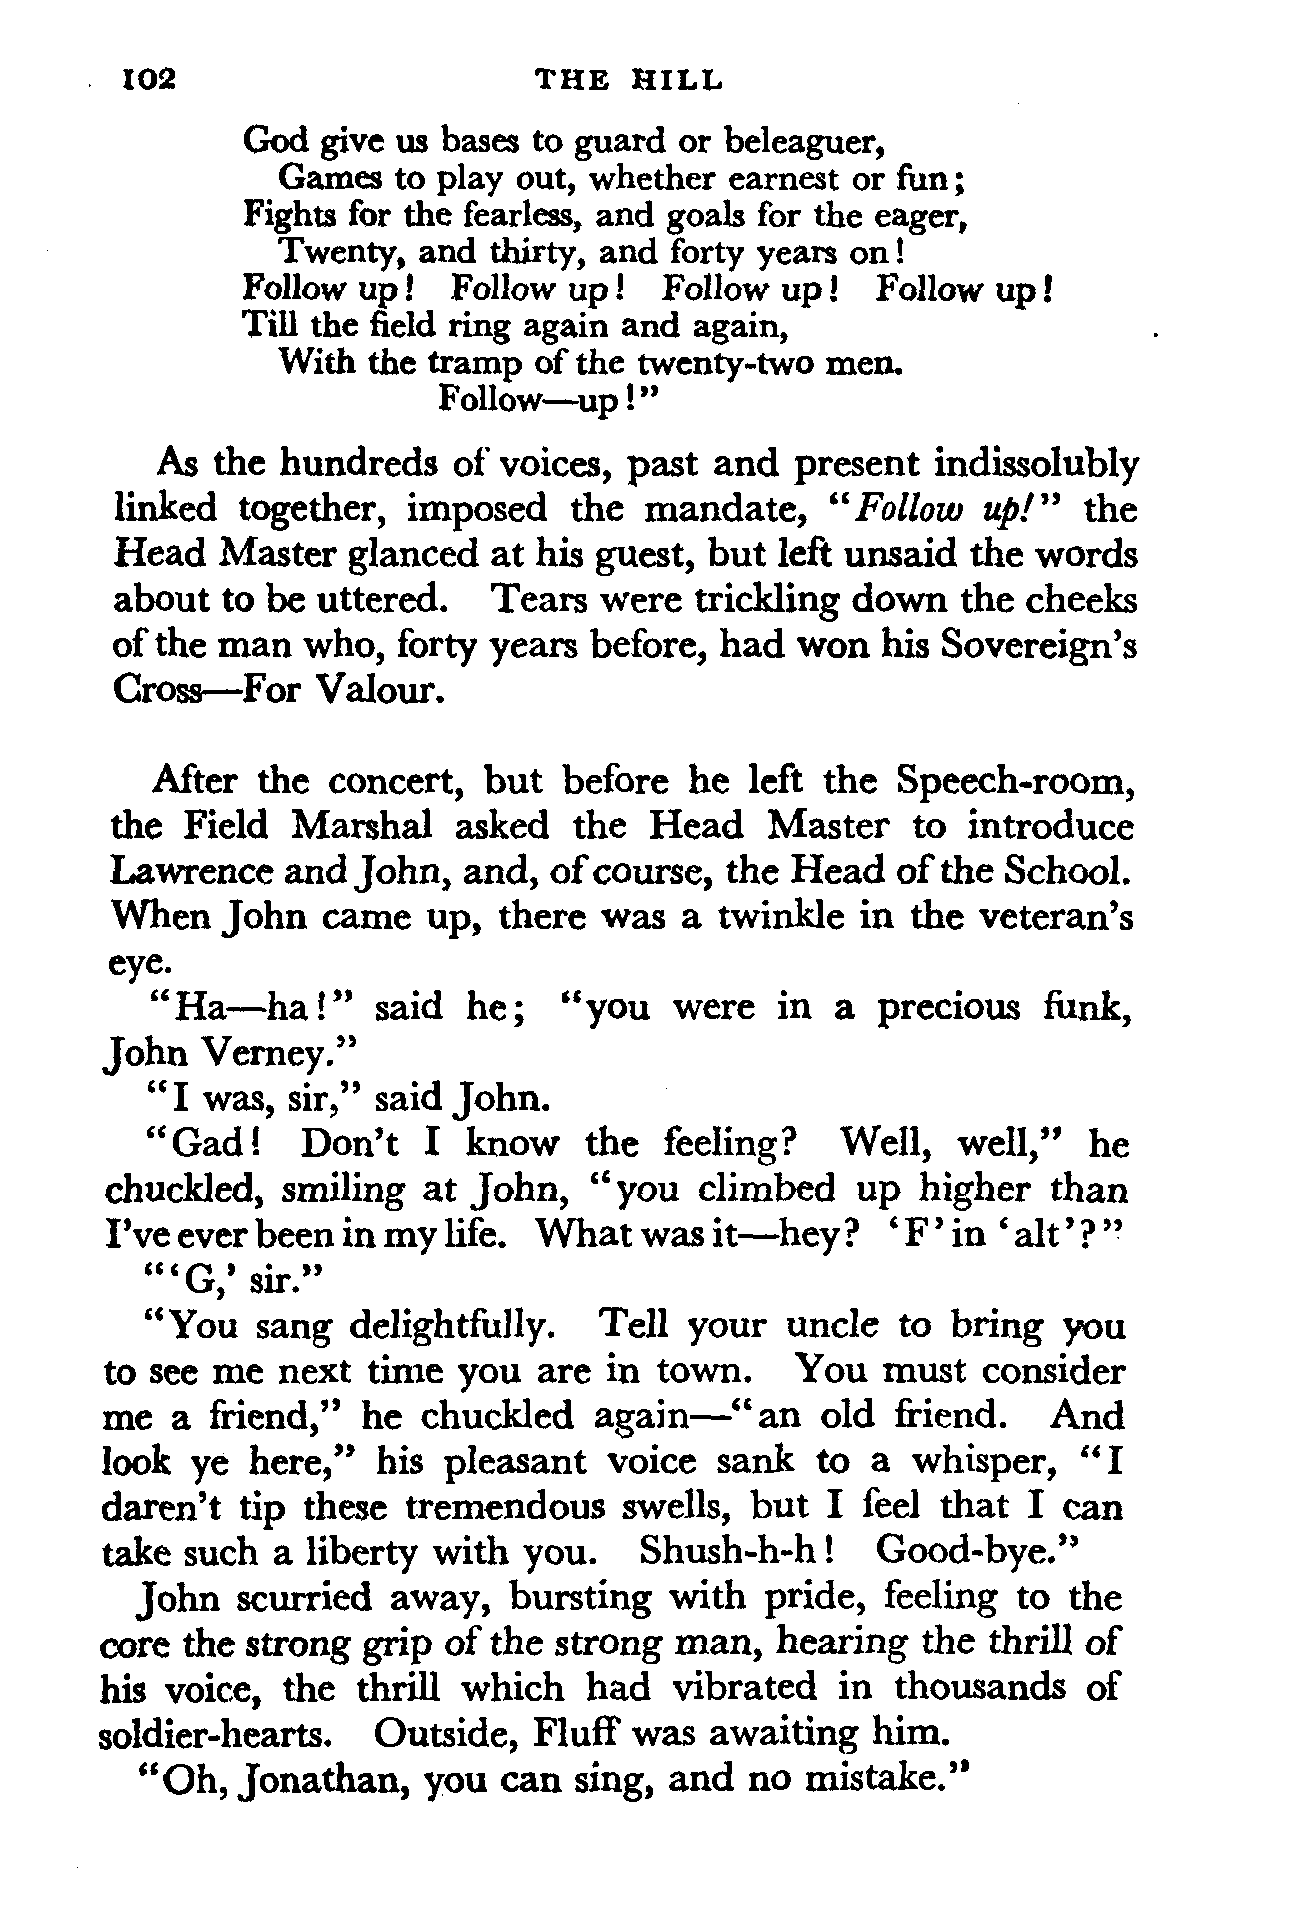 102 THE HILL
God give us bases to guard or beleaguer,
Games to play out, whether earnest or fun;
Fights for the fearless, and goals for the eager,
Twenty, and thirty, and forty years on!
Follow up! Follow up! Follow up! Follow up!
Till the field ring again and again,
With the tramp of the twenty-two men.
Follow—up!”
As the hundreds of voices, past and present indissolubly
linked together, imposed the mandate, “Follow up!” the
Head Master glanced at his guest, but left unsaid the words
about to be uttered. Tears were trickling down the cheeks
of the man who, forty years before, had won his Sovereign’s
Cross—For Valour.
After the concert, but before he left the Speech-room,
the Field Marshal asked the Head Master to introduce
Lawrence and John, and, of course, the Head of the School.
When John came up, there was a twinkle in the veteran’s
eye.
“Ha—ha!” said he; “you were in a precious funk,
John Verney.”
“I was, sir,” said John.
“Gad! Don’t I know the feeling? Well, well,” he
chuckled, smiling at John, “you climbed up higher than
I’ve ever been in my life. What was it—hey? ‘F’ in ‘alt’?”
“‘G,’ sir.”
“You sang delightfully. Tell your uncle to bring you
to see me next time you are in town. You must consider
me a friend,” he chuckled again—“an old friend. And
look ye here,” his pleasant voice sank to a whisper, “I
daren’t tip these tremendous swells, but I feel that I can
take such a liberty with you. Shush-h-h! Good-bye.”
John scurried away, bursting with pride, feeling to the
core the strong grip of the strong man, hearing the thrill of
his voice, the thrill which had vibrated in thousands of
soldier-hearts. Outside, Fluff was awaiting him.
“Oh, Jonathan, you can sing, and no mistake.”